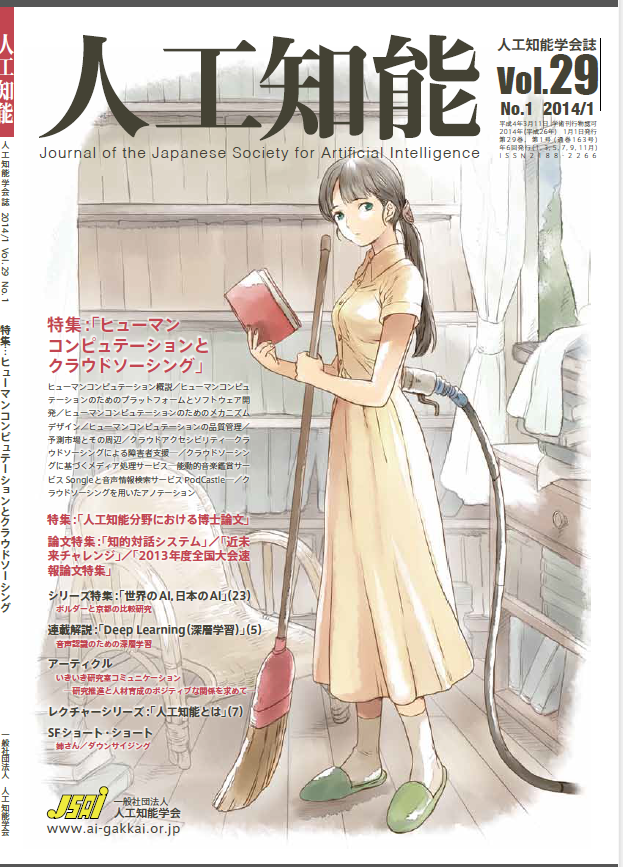 人工知能
人工知能学会誌 2014/1 Vol.29 No.1
特集:ヒューマンコンピュテーションとクラウドソーシング
一般社団法人 人工知能学会
人工知能
Journal of the Japanese Society for Artificial Intelligence
人工知能学会誌
Vol.29
No.1 2014/1
平成4年3月11日 学術刊行物認可
2014年(平成26年) 1月1日発行
第29巻, 第1号(通巻163号)
年6回発行(1, 3, 5, 7, 9, 11月)
ISSN2188-2266
特集:「ヒューマン
コンピュテーションと
クラウドソーシング」
ヒューマンコンピュテーション概説／ヒューマンコンピュ
テーションのためのプラットフォームとソフトウェア開
発／ヒューマンコンピュテーションのためのメカニズム
デザイン／ヒューマンコンピュテーションの品質管理／
予測市場とその周辺／クラウドアクセシビリティ―クラ
ウドソーシングによる障害者支援―／クラウドソーシン
グに基づくメディア処理サービス―能動的音楽鑑賞サー
ビス Songleと音声情報検索サービス PodCastle―／ク
ラウドソーシングを用いたアノテーション
特集:「人工知能分野における博士論文」
論文特集:「知的対話システム」／「近未
来チャレンジ」／「2013年度全国大会速
報論文特集」
シリーズ特集:「世界のAI, 日本のAI」(23)
ボルダーと京都の比較研究
連載解説:「Deep Learning(深層学習)」(5)
音声認識のための深層学習
アーティクル
いきいき研究室コミュニケーション
―研究推進と人材育成のポジティブな関係を求めて―
レクチャーシリーズ:「人工知能とは」(7)
SFショート・ショート
姉さん／ダウンサイジング
JSAI
一般社団法人
人工知能学会
www.ai-gakkai.or.jp